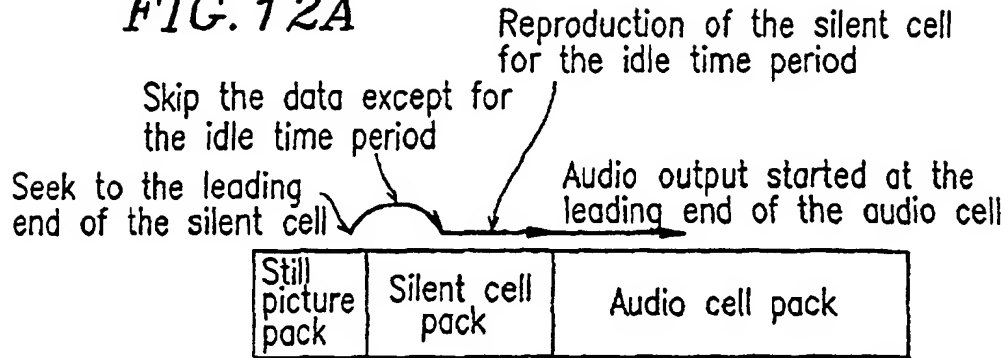 FIG. 12A
Reproduction of the silent cell
for the idle time period
Skip the data except for
the idle time period
Seek to the leading
end of the silent cell
Audio output started at the
leading end of the audio cell
Still
picture
pack
Silent cell
pack
Audio cell pack